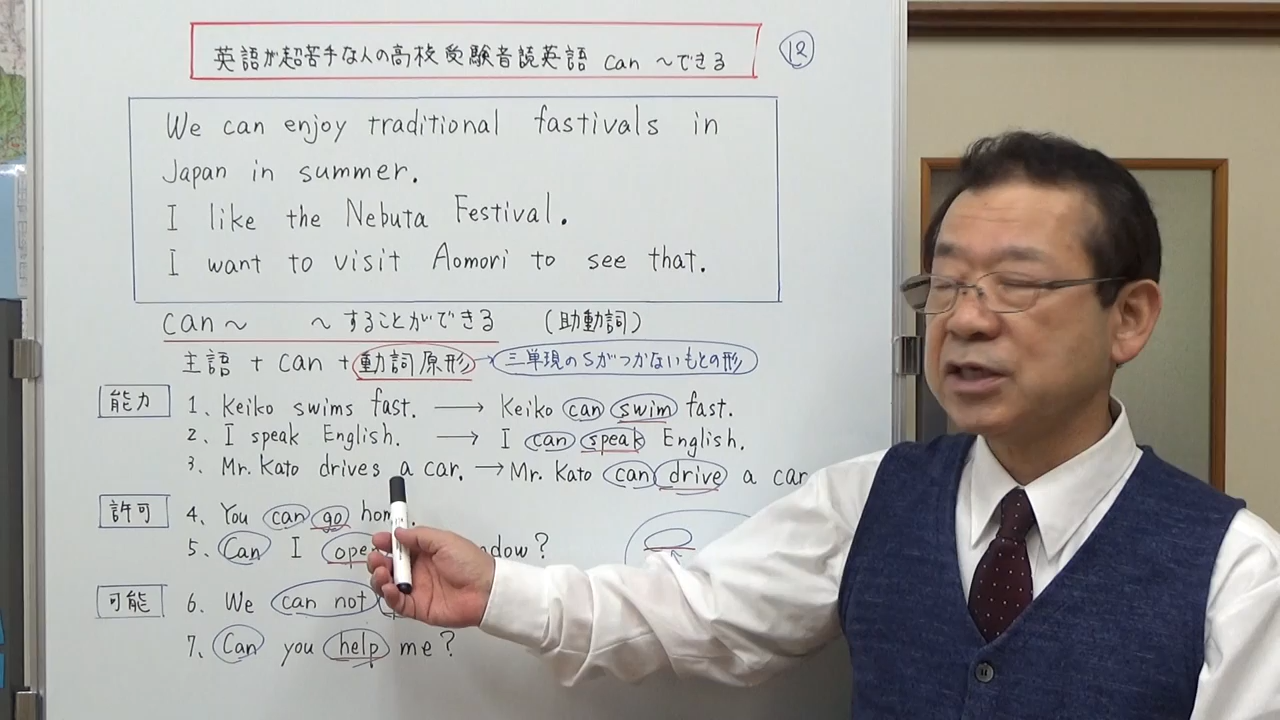 英語が超苦手な人の高校受験音読英語 can ～できる
12
We can enjoy traditional fastivals in
Japan in summer.
I like the Nebuta Festival.
I want to visit Aomori to see that.
can～ ～することができる (助動詞)
主語 + can + 動詞原形 → 三単現のSがつかないもとの形
能力
1、Keiko swims fast. → Keiko can swim fast.
2、I speak English. → I can speak English.
3、Mr. Kato drives a car. → Mr. Kato can drive a car
許可
4、You can go
5、Can I ?
可能
6、We can not
7、Can you help me?